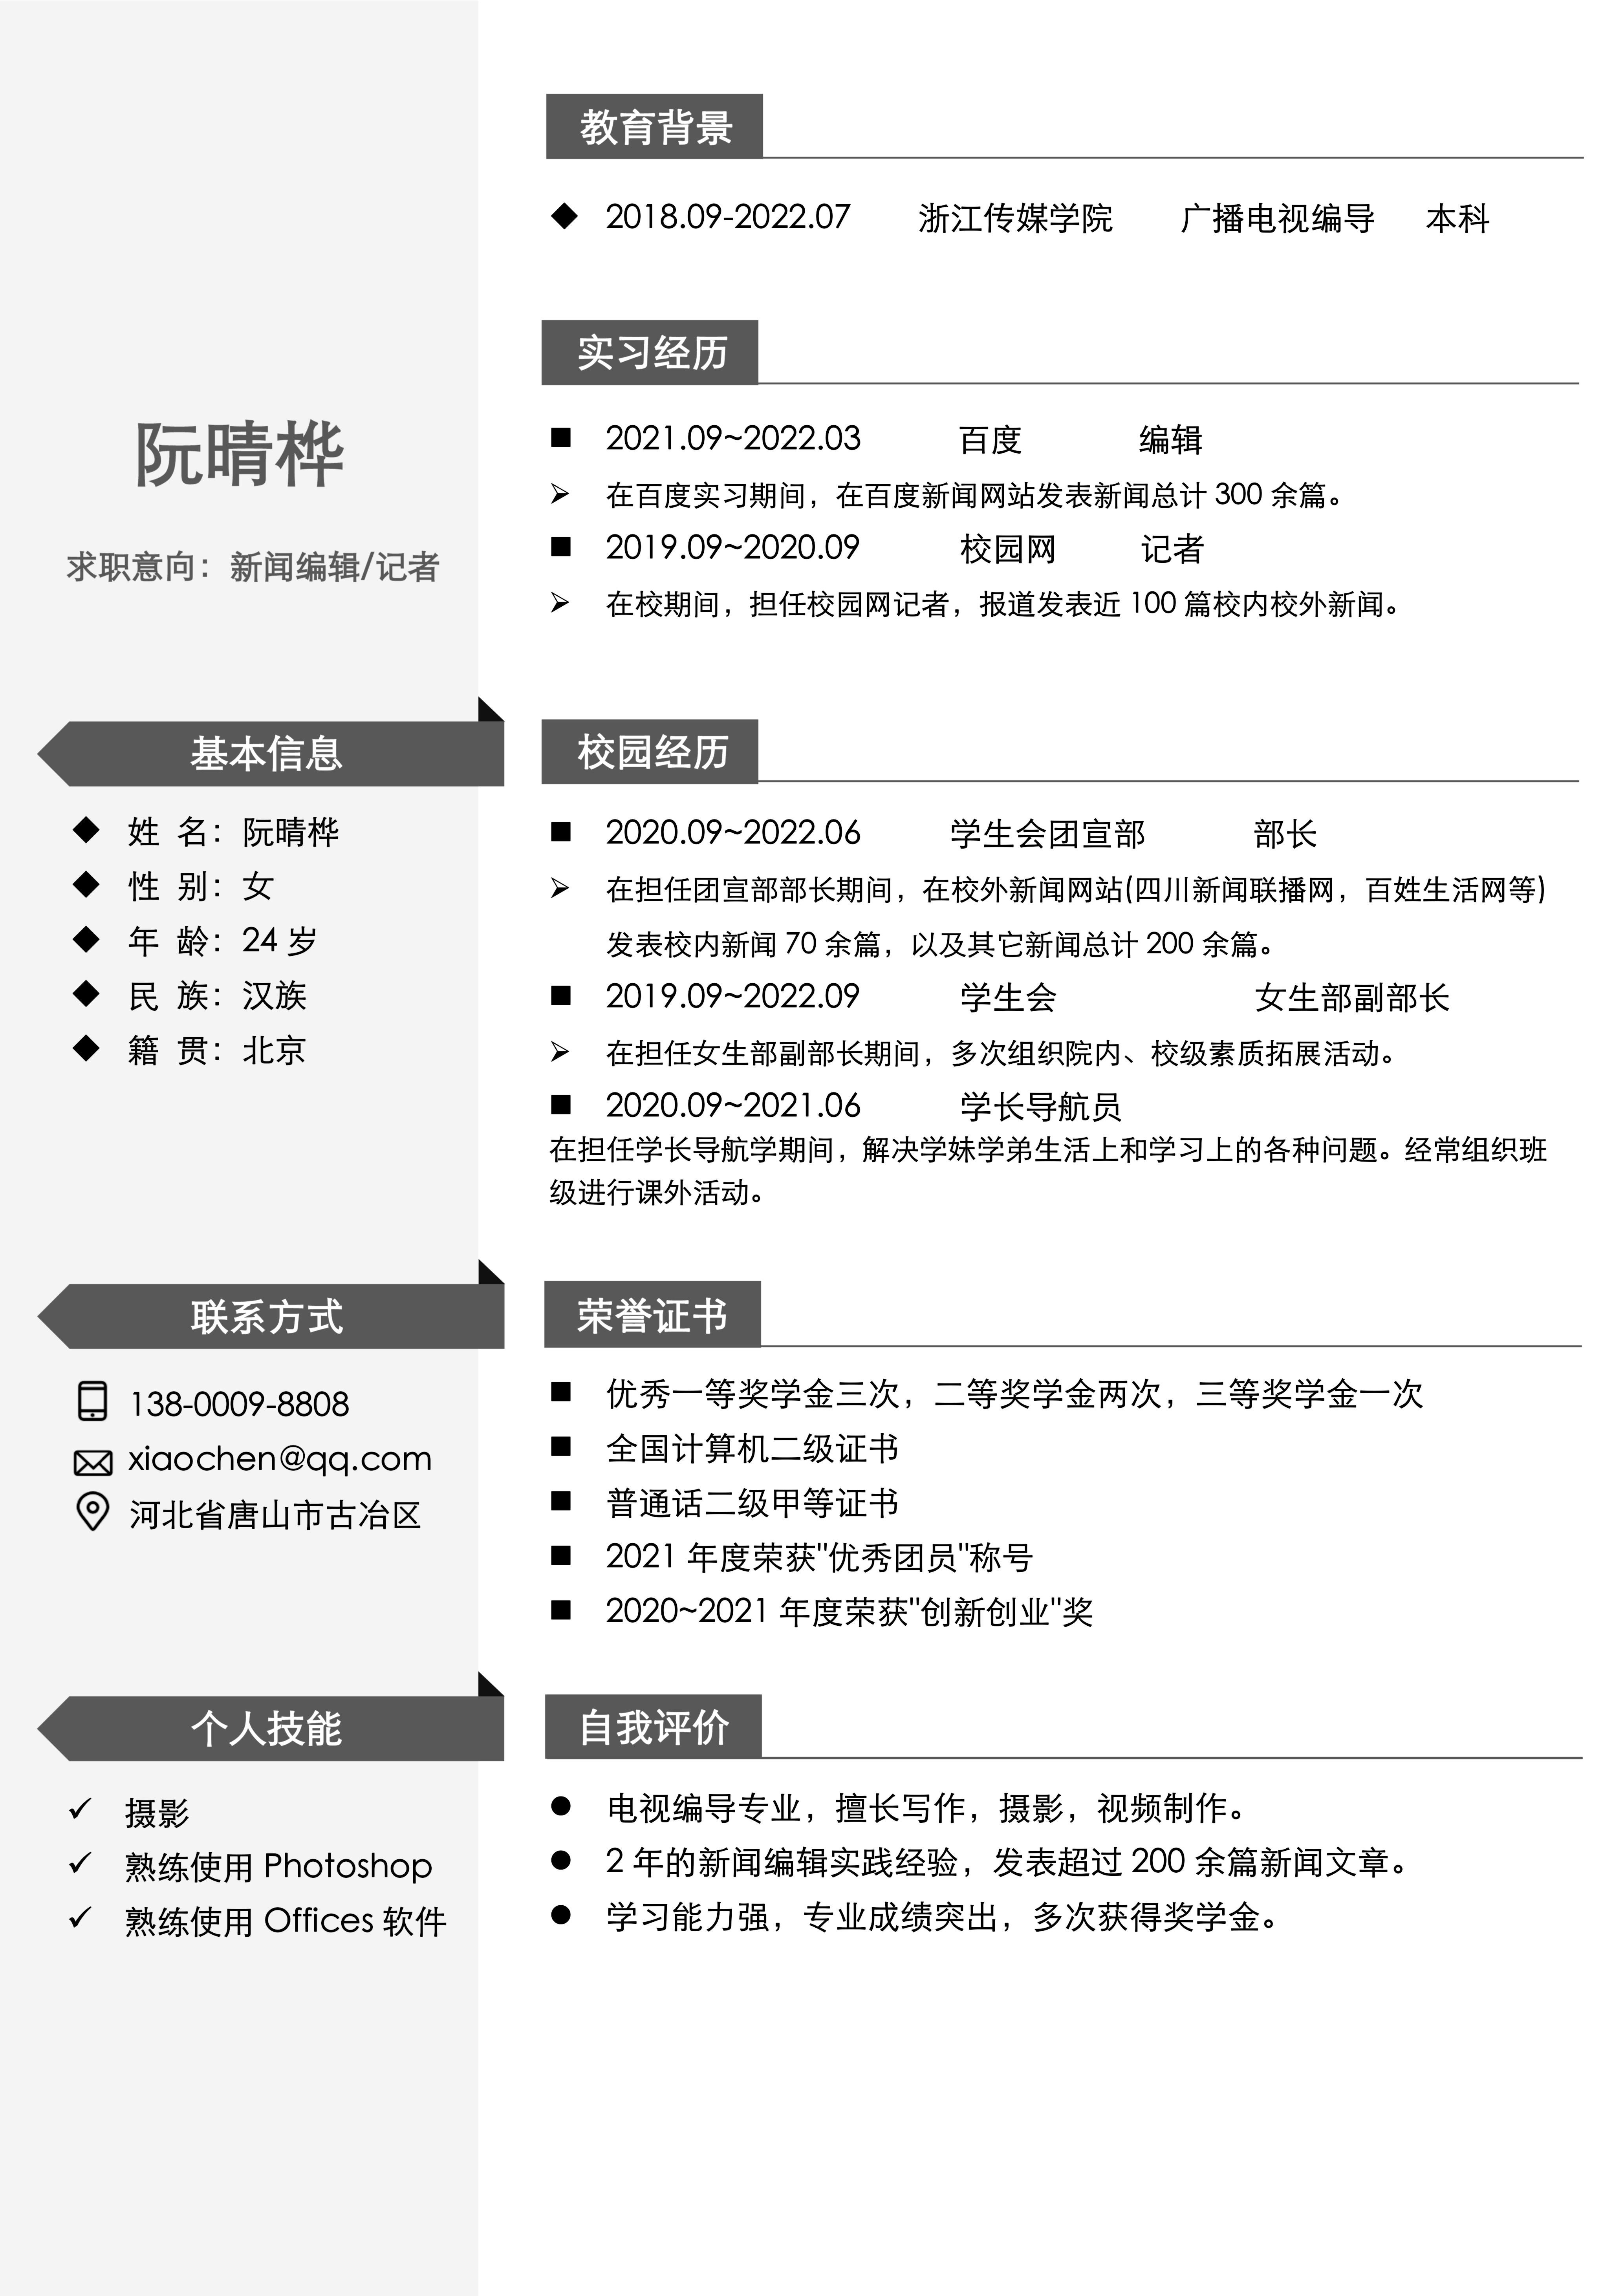 阮晴桦
求职意向：新闻编辑/记者
基本信息
姓 名：阮晴桦
性 别：女
年 龄：24 岁
民 族：汉族
籍 贯：北京
联系方式
138-0009-8808
xiaochen@qq.com
河北省唐山市古冶区
个人技能
摄影
熟练使用 Photoshop
熟练使用 Offices 软件
教育背景
2018.09-2022.07 浙江传媒学院 广播电视编导 本科
实习经历
2021.09~2022.03 百度 编辑
在百度实习期间，在百度新闻网站发表新闻总计 300 余篇。
2019.09~2020.09 校园网 记者
在校期间，担任校园网记者，报道发表近 100 篇校内校外新闻。
校园经历
2020.09~2022.06 学生会团宣部 部长
在担任团宣部部长期间，在校外新闻网站(四川新闻联播网，百姓生活网等)
发表校内新闻 70 余篇，以及其它新闻总计 200 余篇。
2019.09~2022.09 学生会 女生部副部长
在担任女生部副部长期间，多次组织院内、校级素质拓展活动。
2020.09~2021.06 学长导航员
在担任学长导航学期间，解决学妹学弟生活上和学习上的各种问题。经常组织班
级进行课外活动。
荣誉证书
优秀一等奖学金三次，二等奖学金两次，三等奖学金一次
全国计算机二级证书
普通话二级甲等证书
2021 年度荣获"优秀团员"称号
2020~2021 年度荣获"创新创业"奖
自我评价
电视编导专业，擅长写作，摄影，视频制作。
2 年的新闻编辑实践经验，发表超过 200 余篇新闻文章。
学习能力强，专业成绩突出，多次获得奖学金。